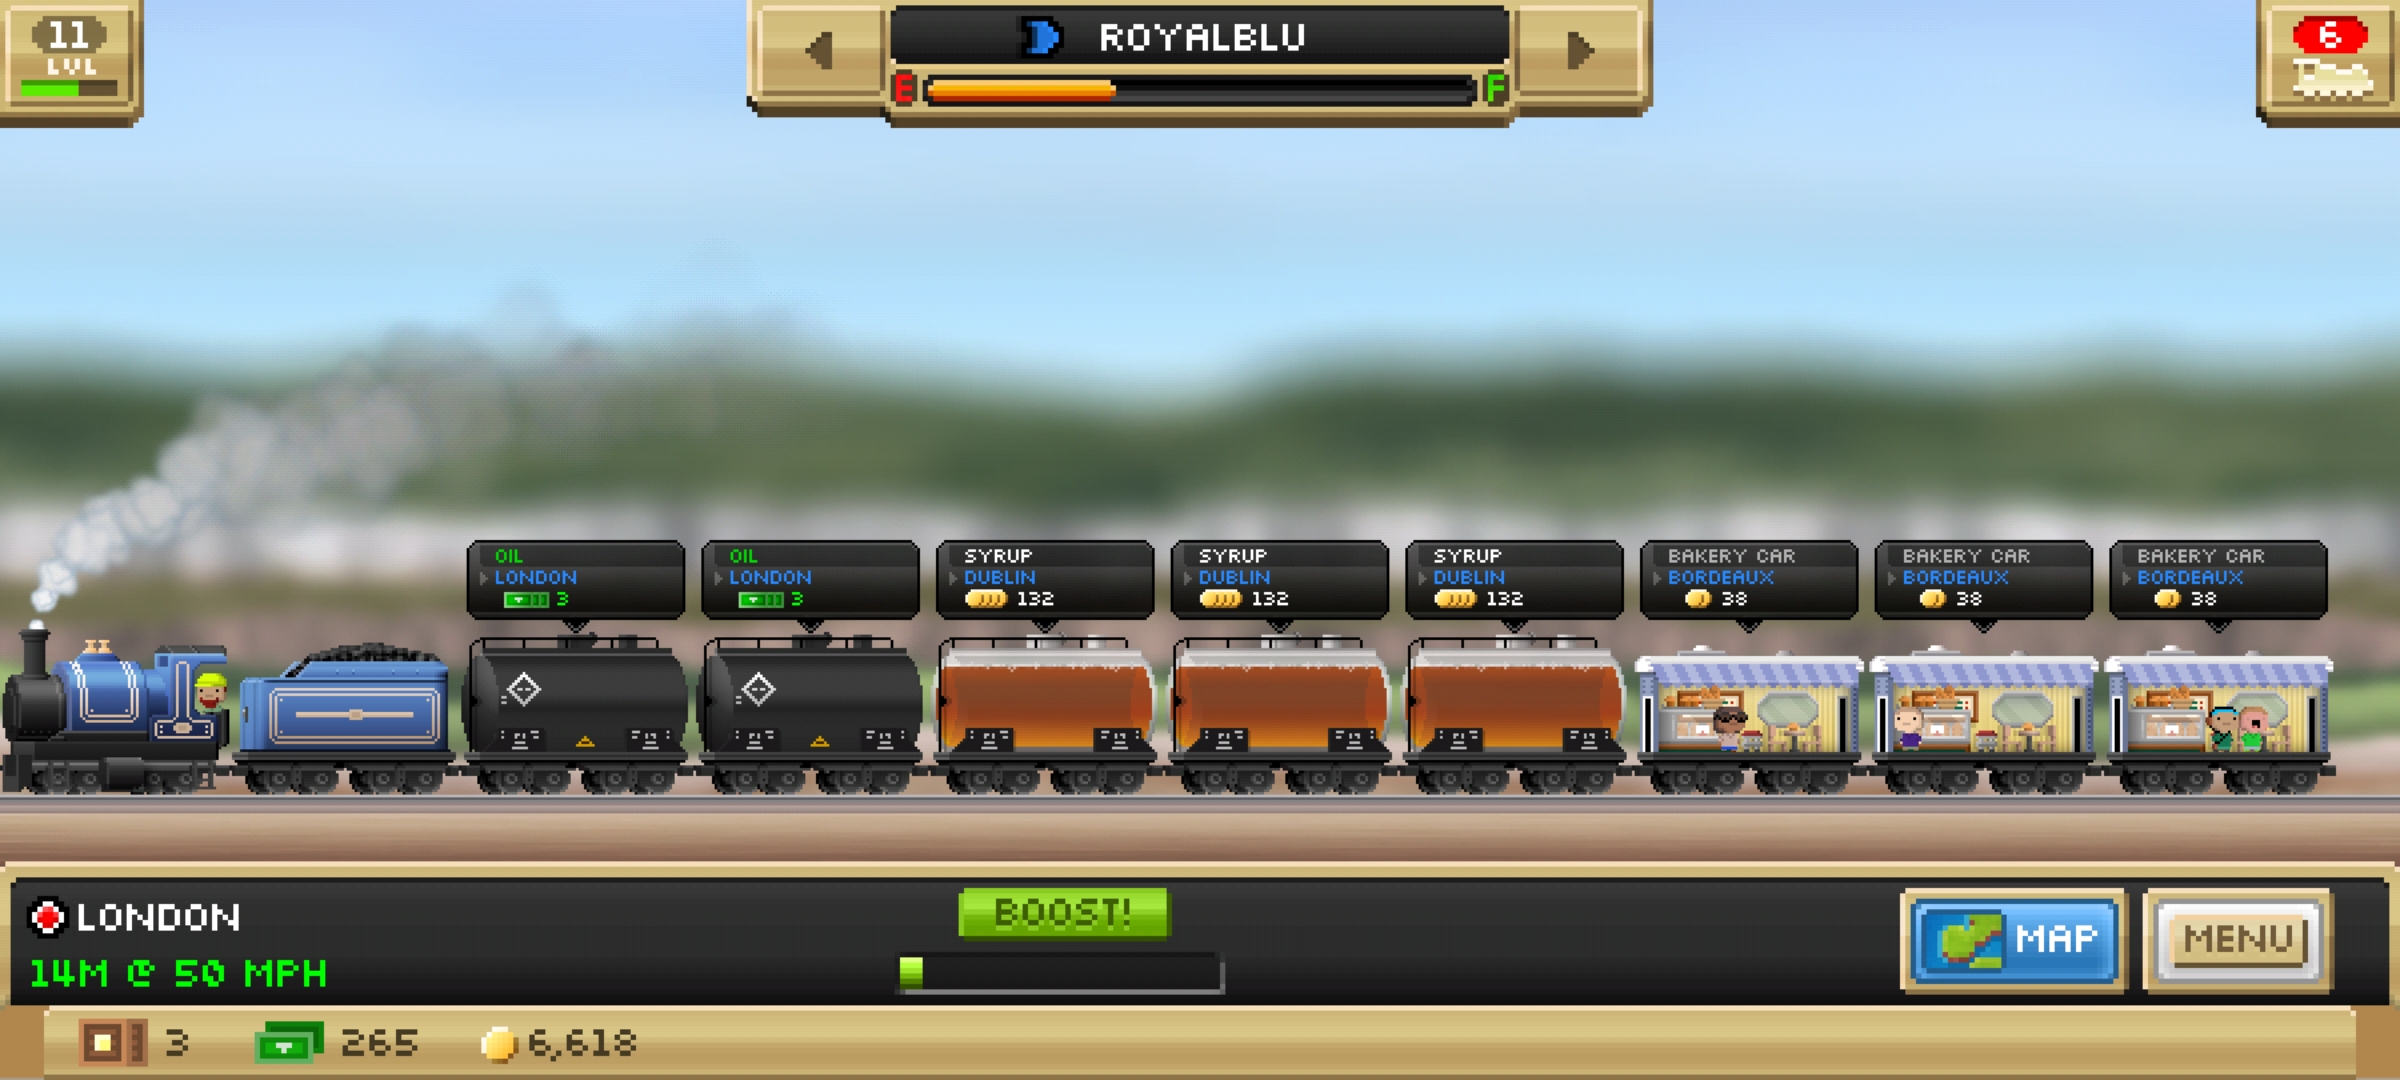 11
LVL
ROYALBLU
E F
6
OIL
LONDON
3
OIL
LONDON
3
SYRUP
DUBLIN
132
SYRUP
DUBLIN
132
SYRUP
DUBLIN
132
BAKERY CAR
BORDEAUX
38
BAKERY CAR
BORDEAUX
38
BAKERY CAR
BORDEAUX
38
LONDON
14M @ 50 MPH
BOOST!
MAP
MENU
3
265
6,618